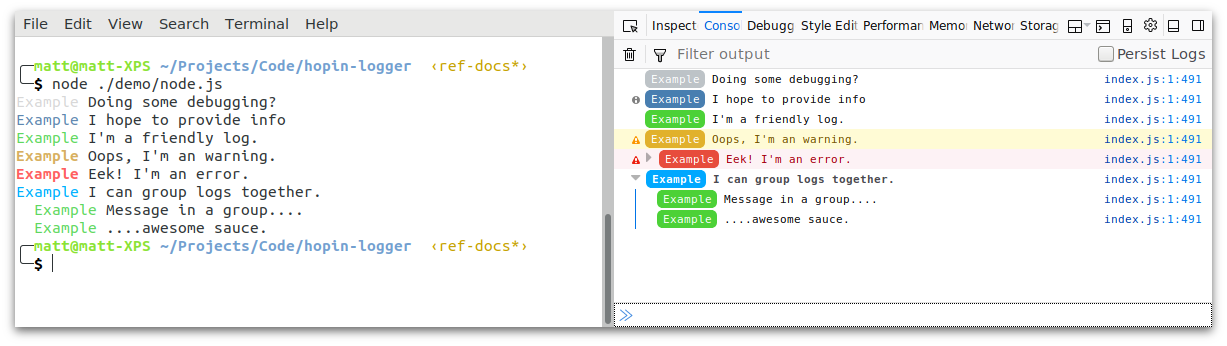 File Edit View Search Terminal Help
matt@matt-XPS ~/Projects/Code/hopin-logger ‹ref-docs*›
$ node ./demo/node.js
Example Doing some debugging?
Example I hope to provide info
Example I'm a friendly log.
Example Oops, I'm an warning.
Example Eek! I'm an error.
Example I can group logs together.
Example Message in a group....
Example ....awesome sauce.
matt@matt-XPS ~/Projects/Code/hopin-logger ‹ref-docs*›
$
Inspect Conso Debugg Style Edit Performan Memo Networ Storag
Filter output Persist Logs
Example Doing some debugging? index.js:1:491
Example I hope to provide info index.js:1:491
Example I'm a friendly log. index.js:1:491
Example Oops, I'm an warning. index.js:1:491
Example Eek! I'm an error. index.js:1:491
Example I can group logs together. index.js:1:491
Example Message in a group.... index.js:1:491
Example ....awesome sauce. index.js:1:491